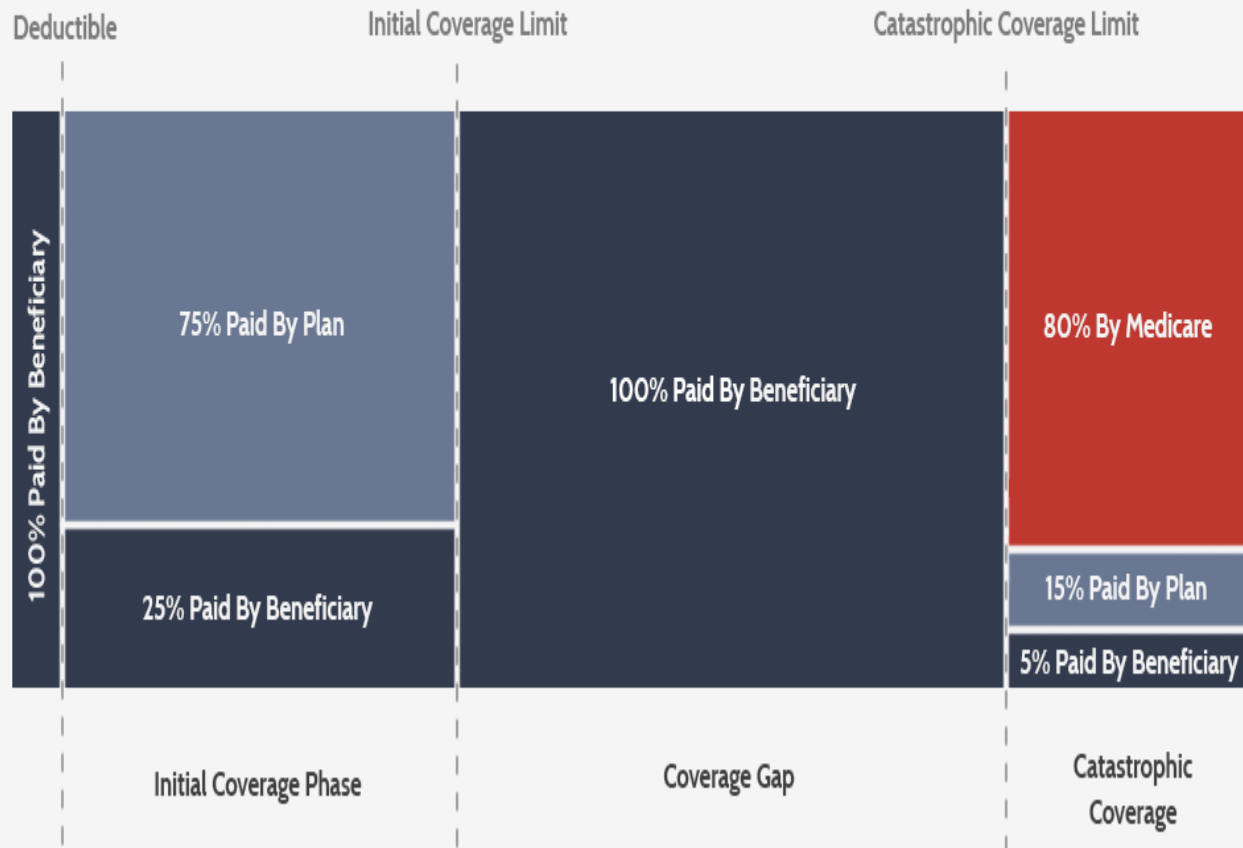 Deductible
Initial Coverage Limit
Catastrophic Coverage Limit
100% Paid By Beneficiary
75% Paid By Plan
25% Paid By Beneficiary
100% Paid By Beneficiary
80% By Medicare
15% Paid By Plan
5% Paid By Beneficiary
Initial Coverage Phase
Coverage Gap
Catastrophic
Coverage